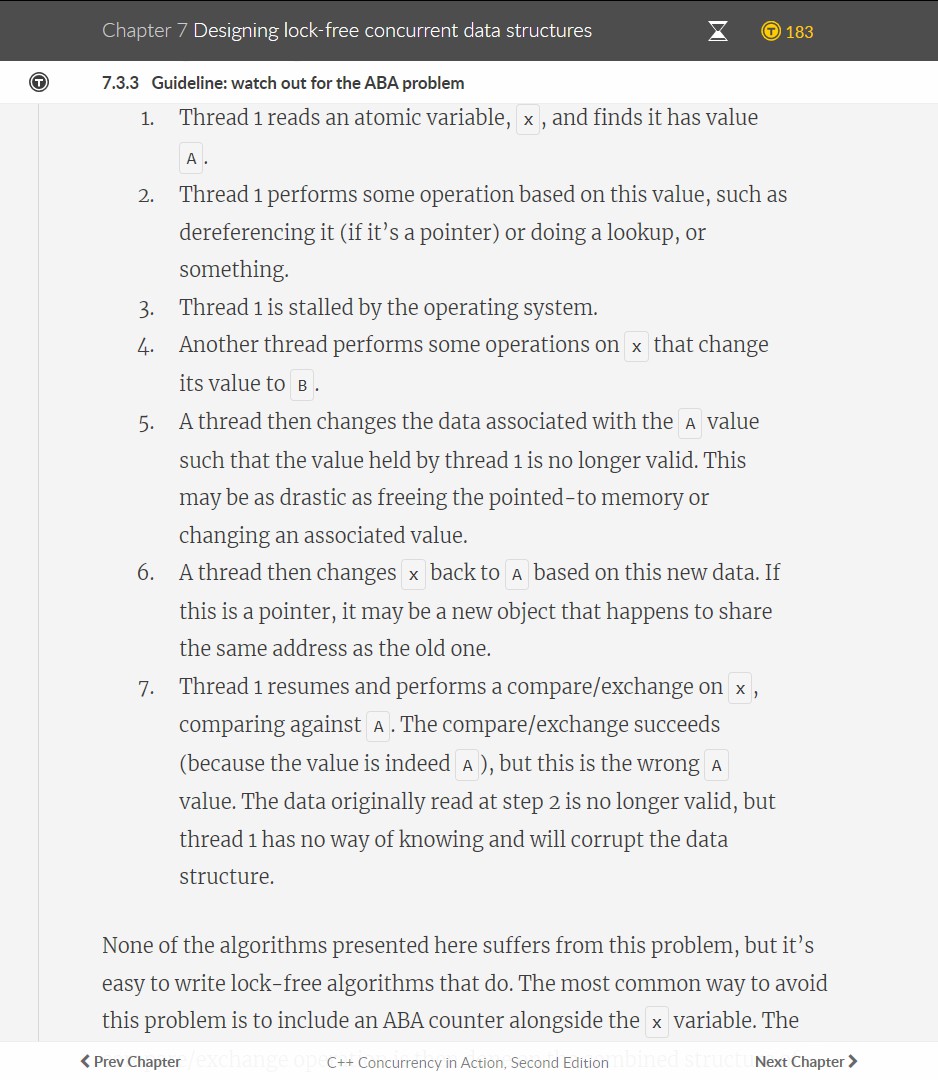 Chapter 7 Designing lock-free concurrent data structures
183
7.3.3 Guideline: watch out for the ABA problem
1. Thread 1 reads an atomic variable, x, and finds it has value
A.
2. Thread 1 performs some operation based on this value, such as
dereferencing it (if it’s a pointer) or doing a lookup, or
something.
3. Thread 1 is stalled by the operating system.
4. Another thread performs some operations on x that change
its value to B.
5. A thread then changes the data associated with the A value
such that the value held by thread 1 is no longer valid. This
may be as drastic as freeing the pointed-to memory or
changing an associated value.
6. A thread then changes x back to A based on this new data. If
this is a pointer, it may be a new object that happens to share
the same address as the old one.
7. Thread 1 resumes and performs a compare/exchange on x,
comparing against A. The compare/exchange succeeds
(because the value is indeed A), but this is the wrong A
value. The data originally read at step 2 is no longer valid, but
thread 1 has no way of knowing and will corrupt the data
structure.
None of the algorithms presented here suffers from this problem, but it’s
easy to write lock-free algorithms that do. The most common way to avoid
this problem is to include an ABA counter alongside the x variable. The
Prev Chapter C++ Concurrency in Action, Second Edition Next Chapter